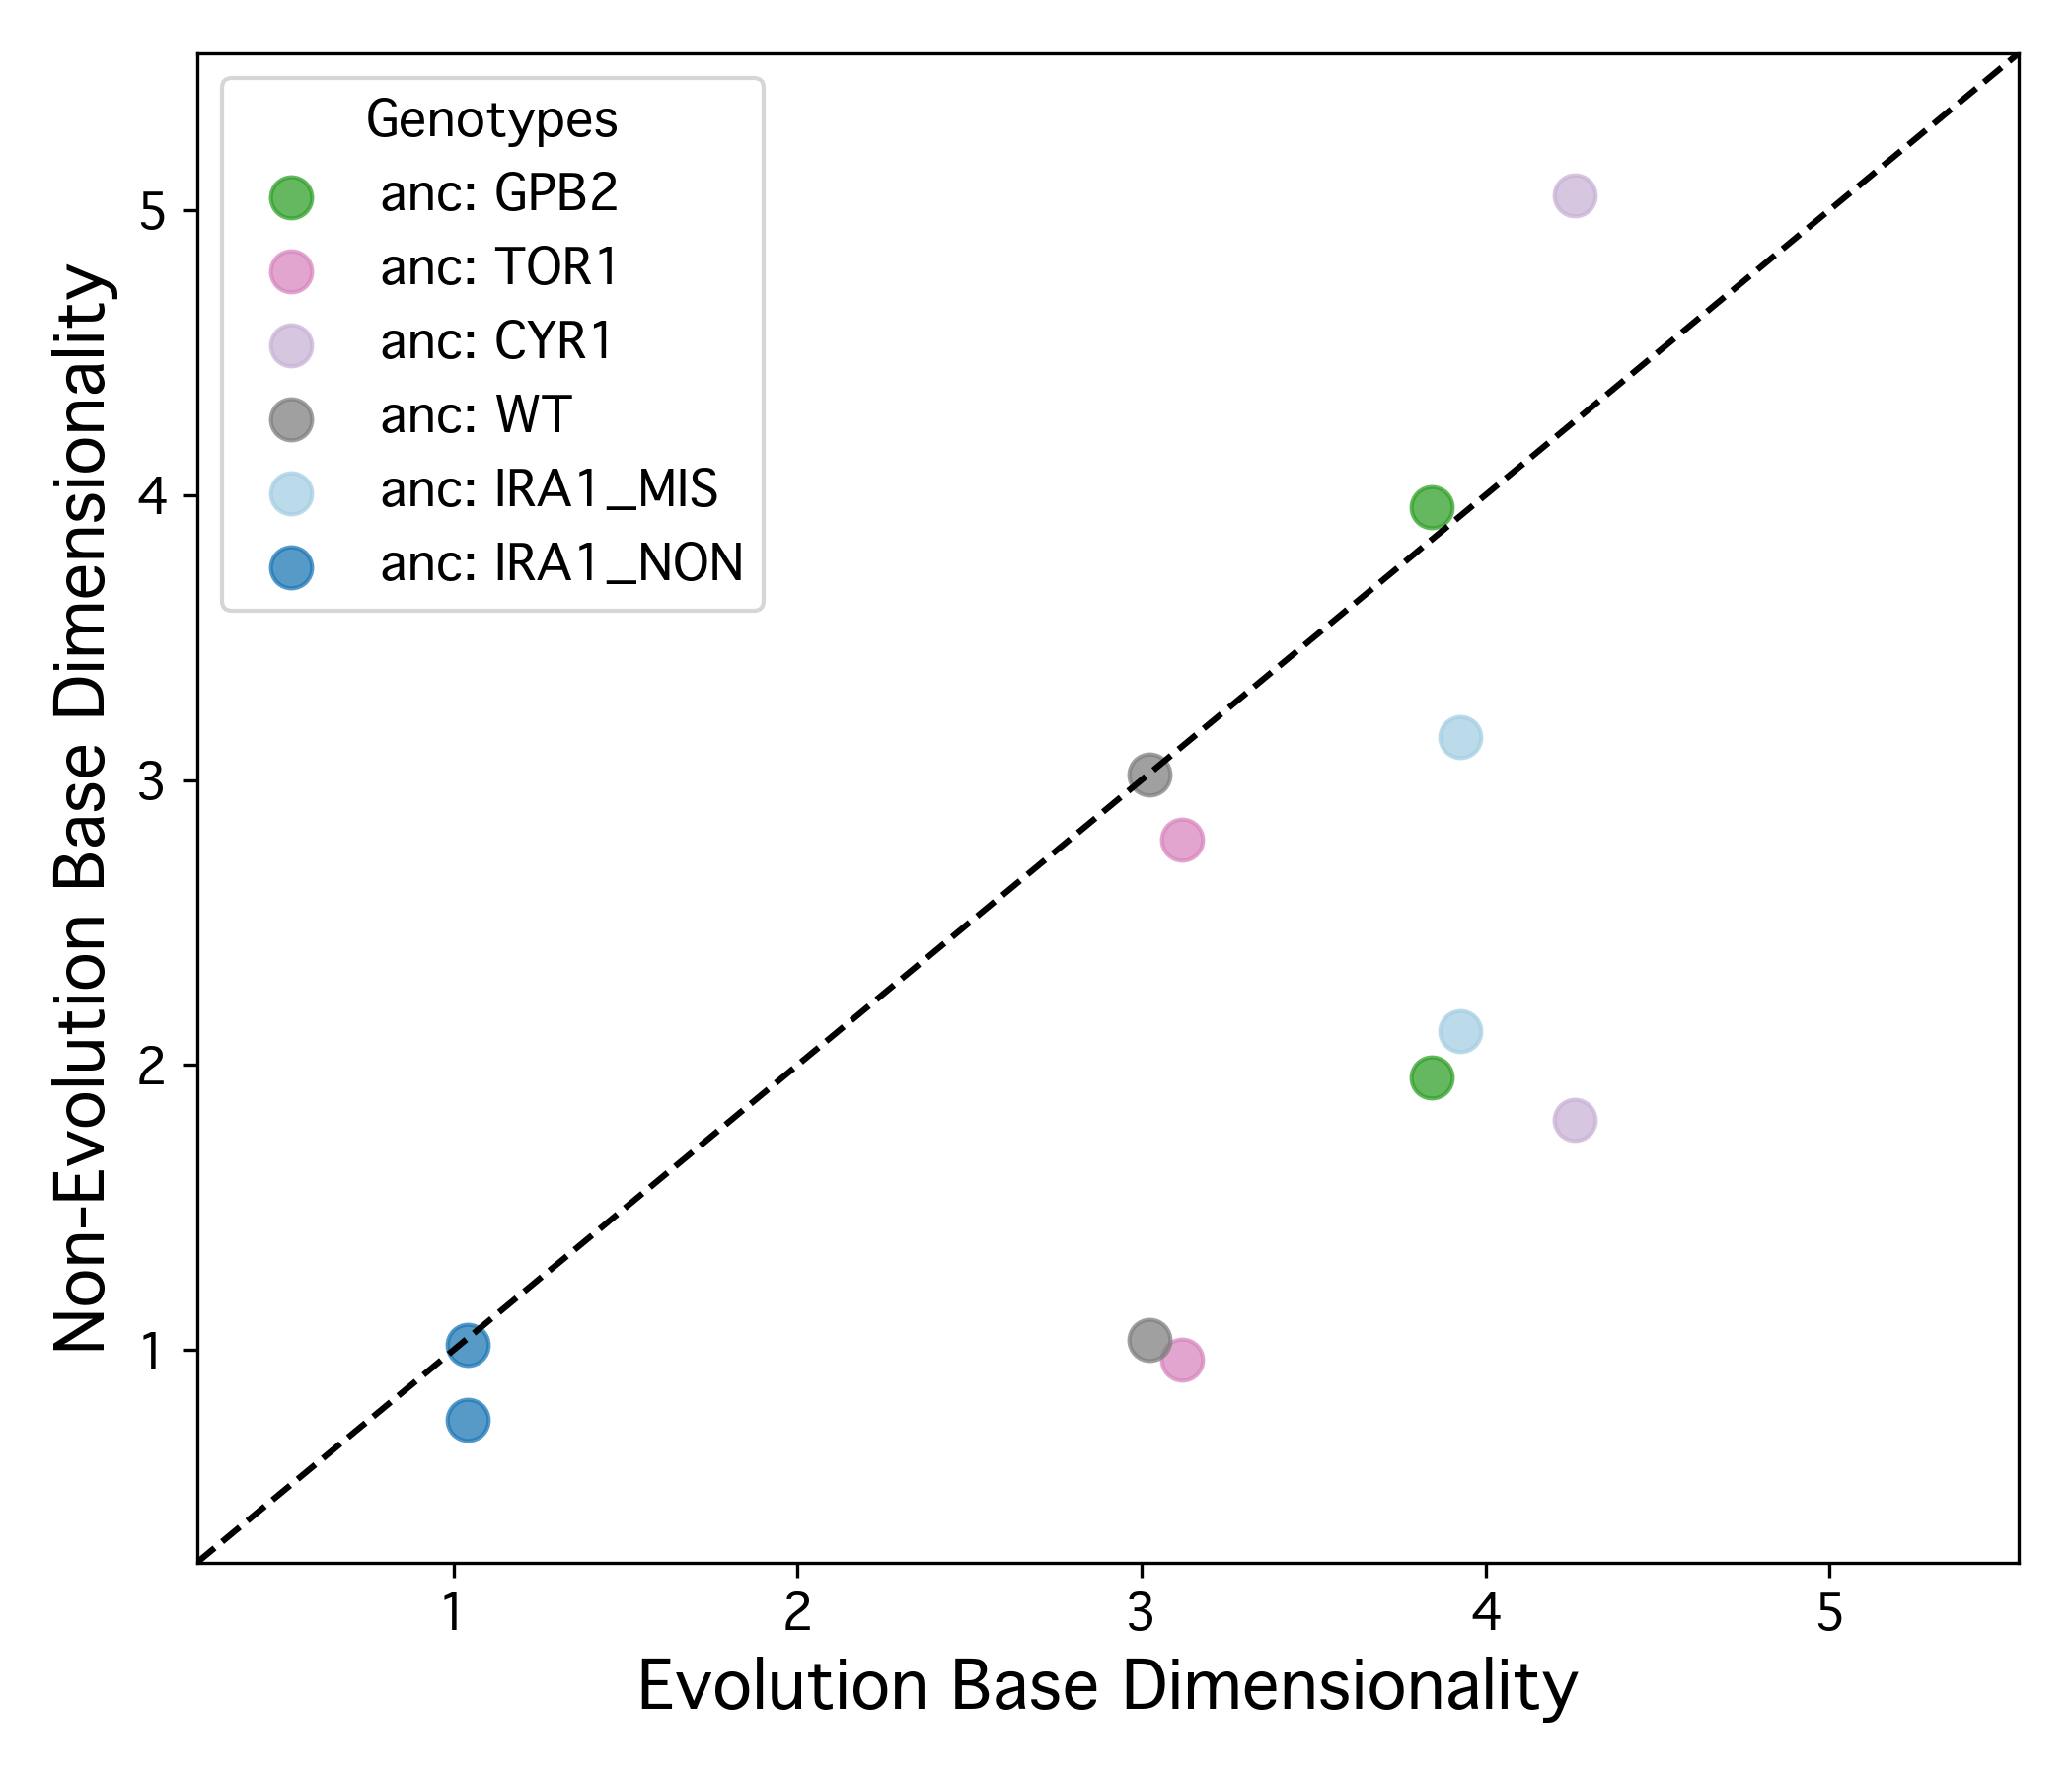 Genotypes
anc: GPB2
anc: TOR1
anc: CYR1
anc: WT
anc: IRA1_MIS
anc: IRA1_NON
5
4
3
2
1
Non-Evolution Base Dimensionality
1 2 3 4 5
Evolution Base Dimensionality